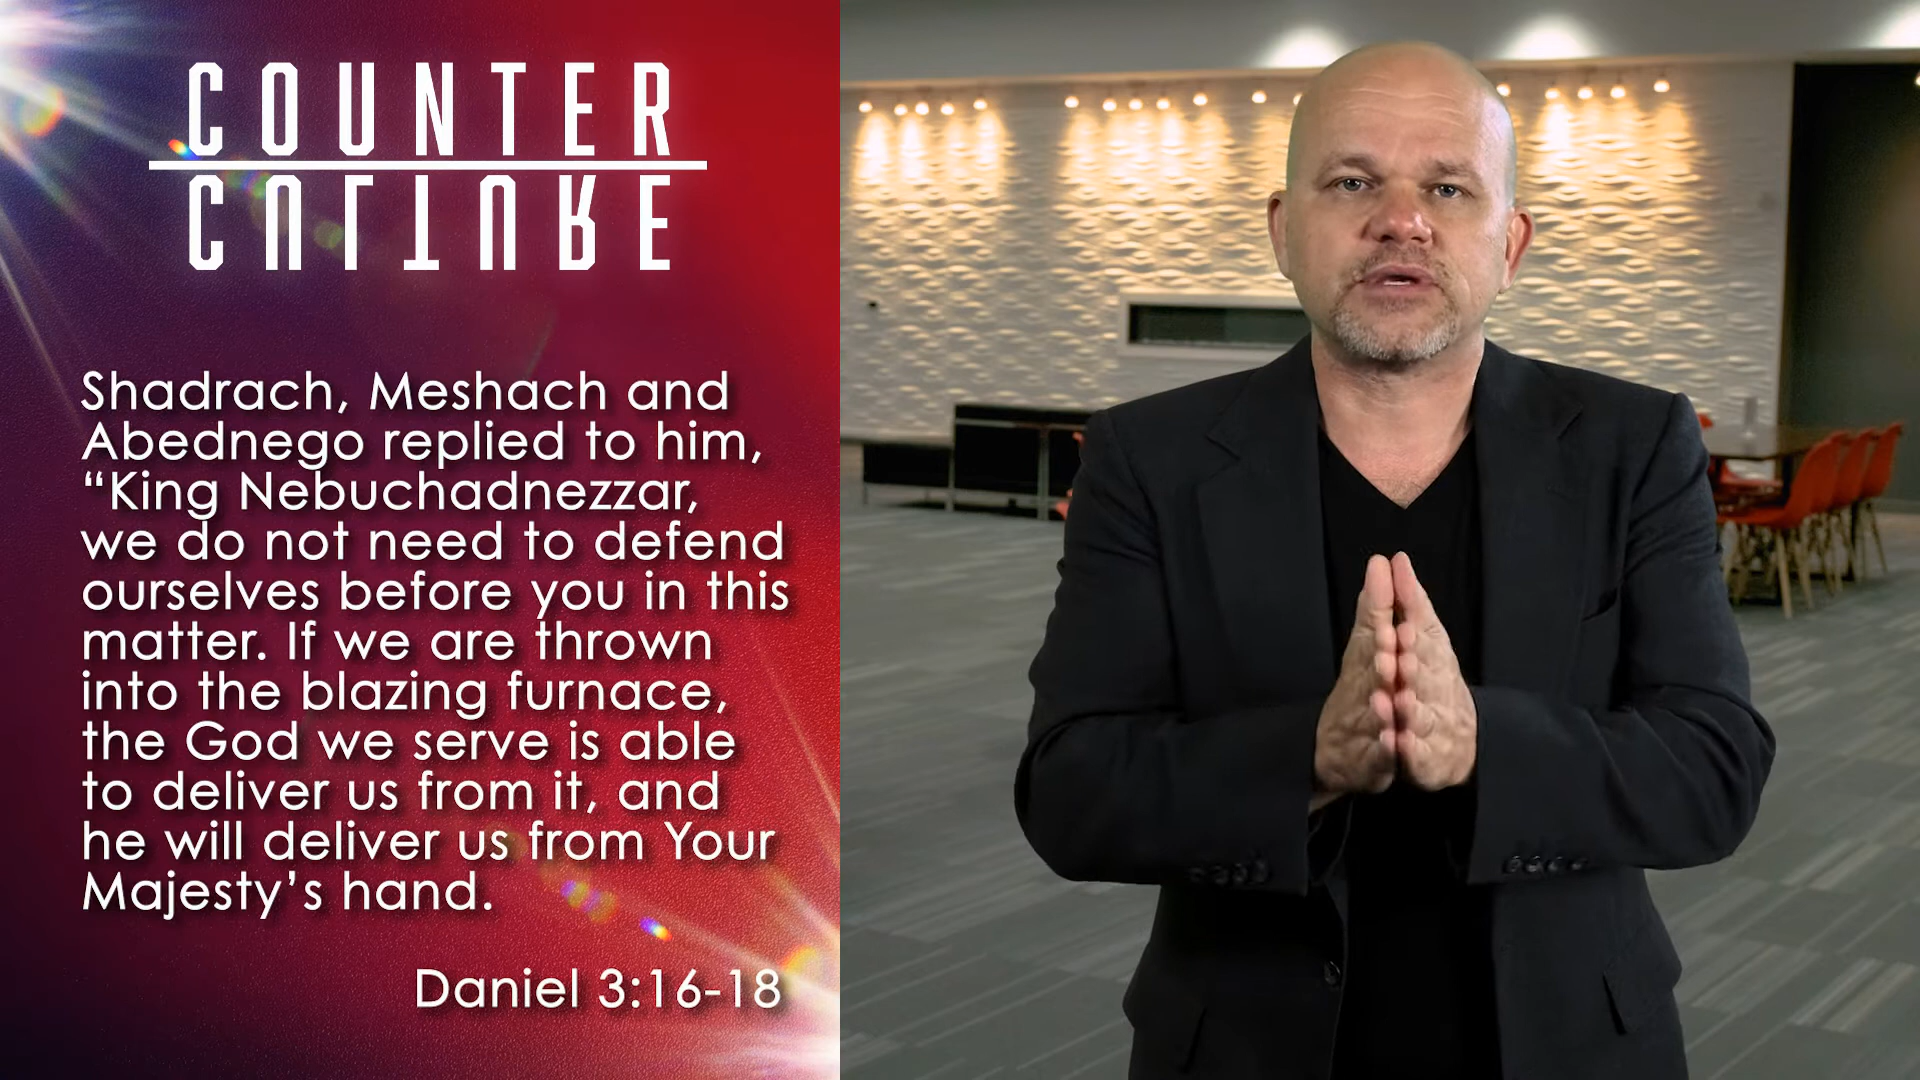 COUNTER
CULTURE
Shadrach, Meshach and
Abednego replied to him,
“King Nebuchadnezzar,
we do not need to defend
ourselves before you in this
matter. If we are thrown
into the blazing furnace,
the God we serve is able
to deliver us from it, and
he will deliver us from Your
Majesty’s hand.
Daniel 3:16-18